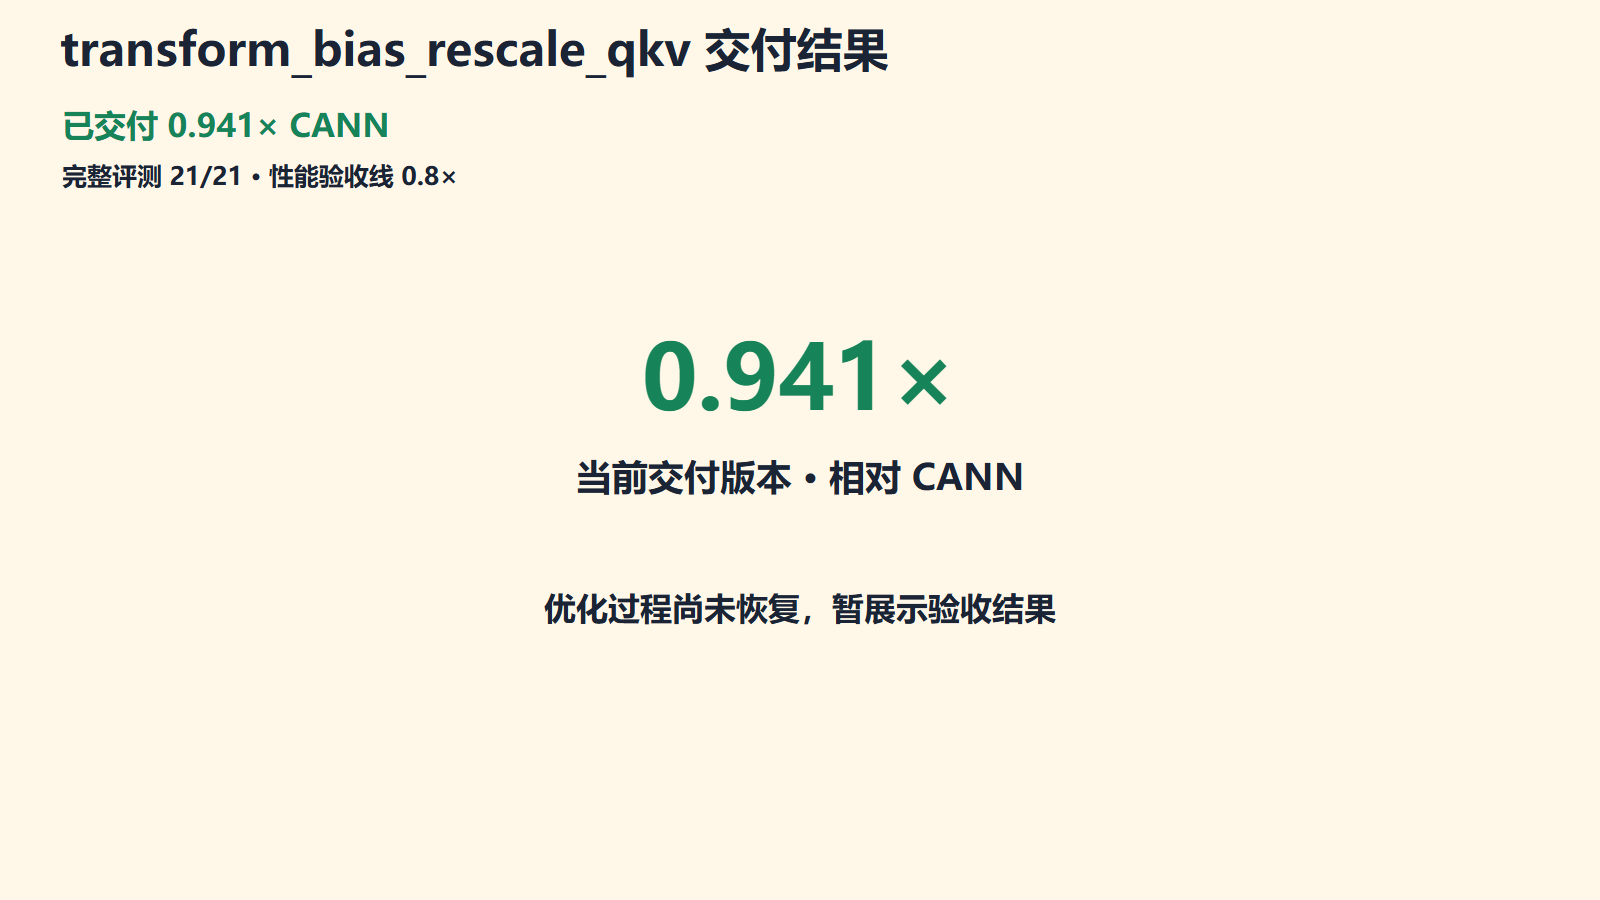 transform_bias_rescale_qkv 交付结果
已交付 0.941× CANN
完整评测 21/21 · 性能验收线 0.8×
0.941×
当前交付版本 · 相对 CANN
优化过程尚未恢复，暂展示验收结果